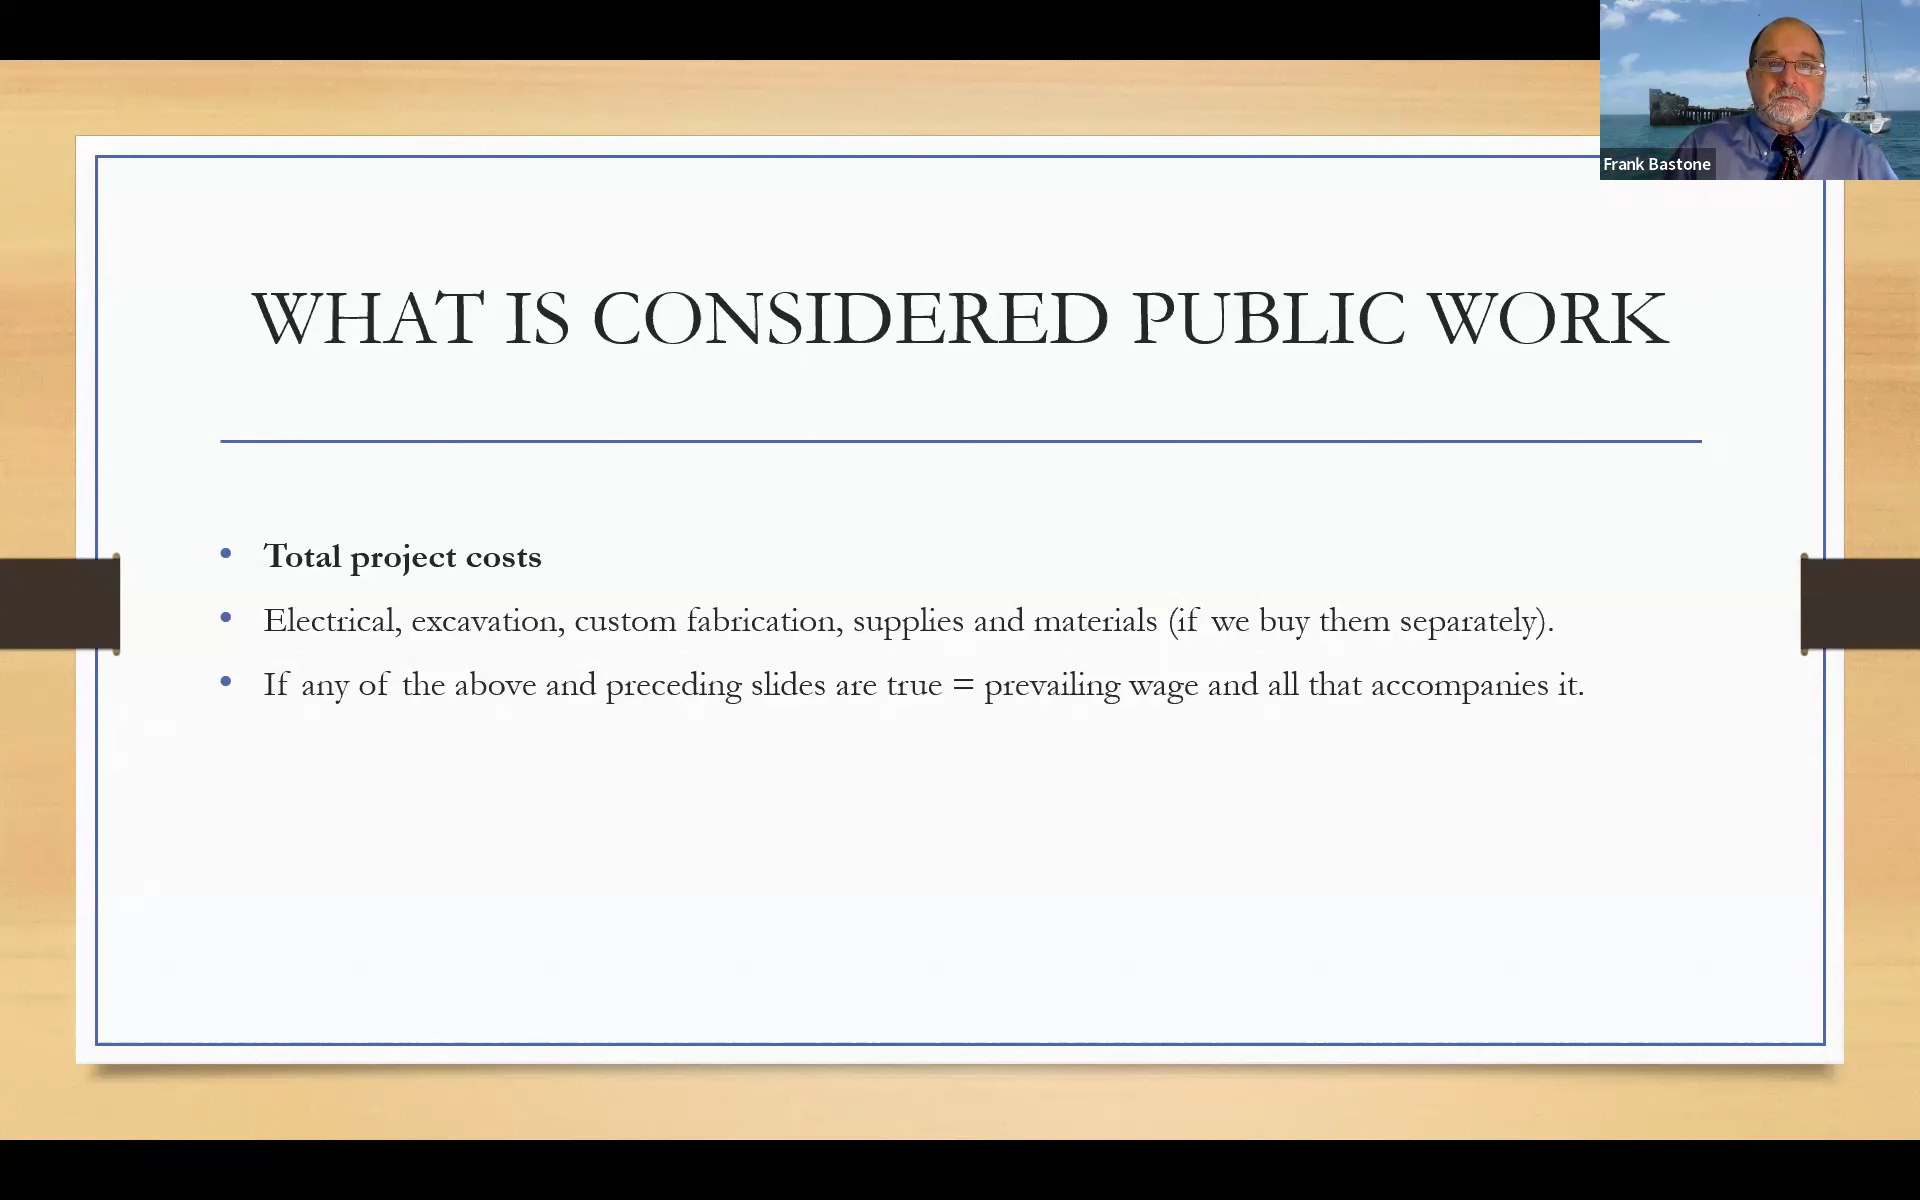 Frank Bastone
WHAT IS CONSIDERED PUBLIC WORK
• Total project costs
• Electrical, excavation, custom fabrication, supplies and materials (if we buy them separately).
• If any of the above and preceding slides are true = prevailing wage and all that accompanies it.